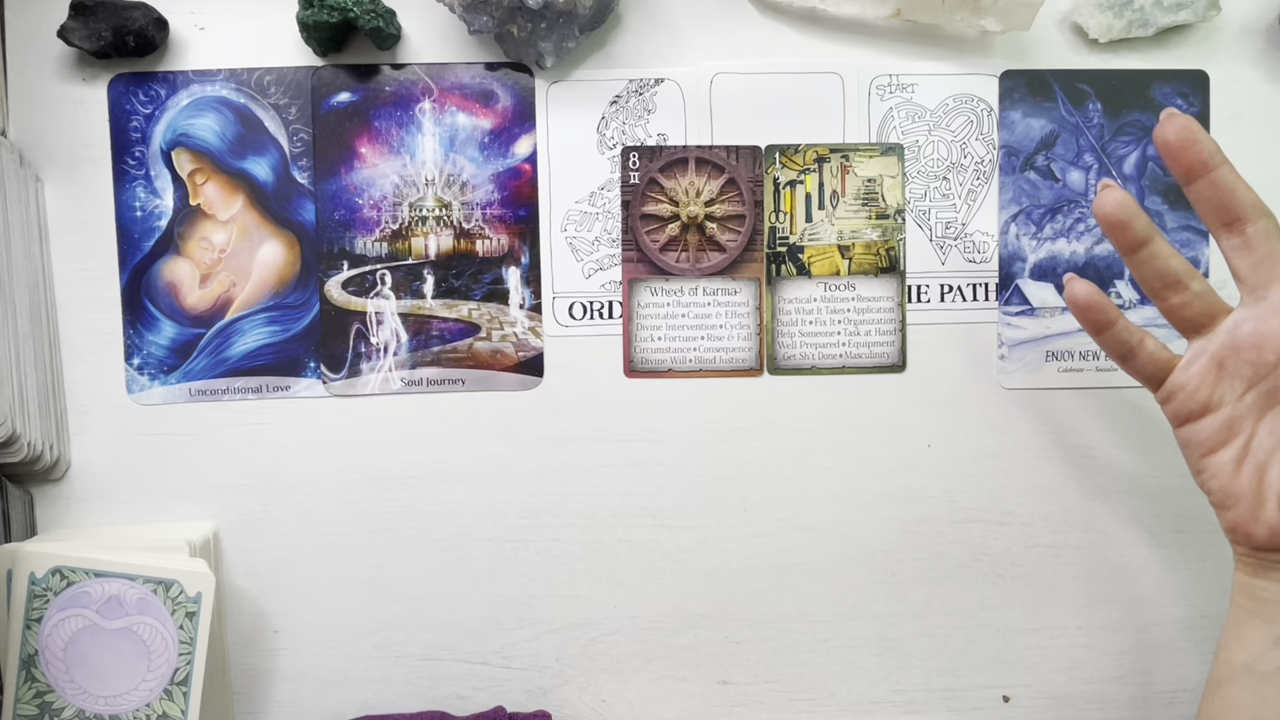 Unconditional Love
Soul Journey
ORDERS
START
END
ORD
HE PATH
8
Wheel of Karma
Karma • Dharma • Destined
Inevitable • Cause & Effect
Divine Intervention • Cycles
Luck • Fortune • Rise & Fall
Circumstance • Consequence
Divine Will • Blind Justice
Tools
Practical • Abilities • Resources
Has What It Takes • Application
Build It • Fix It • Organization
Help Someone • Task at Hand
Well Prepared • Equipment
Get Sh't Done • Masculinity
ENJOY NEW
Celebrate — Socialise